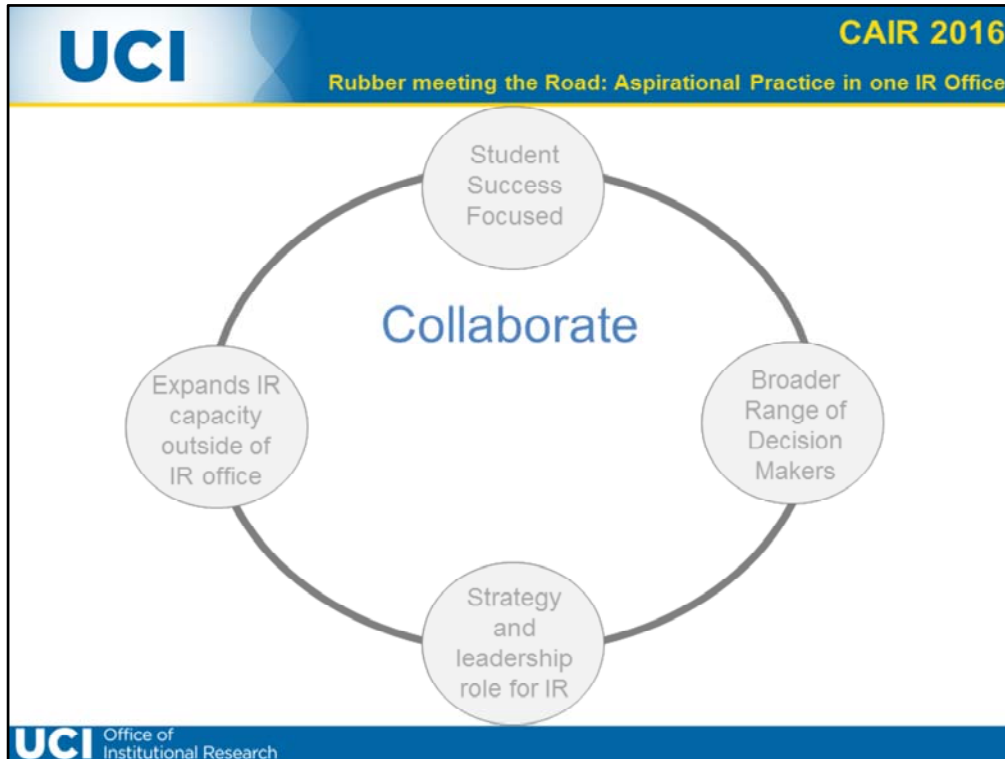 UCI
CAIR 2016
Rubber meeting the Road: Aspirational Practice in one IR Office
Student
Success
Focused
Collaborate
Expands IR
capacity
outside of
IR office
Broader
Range of
Decision
Makers
Strategy
and
leadership
role for IR
UCI
Office of
Institutional Research